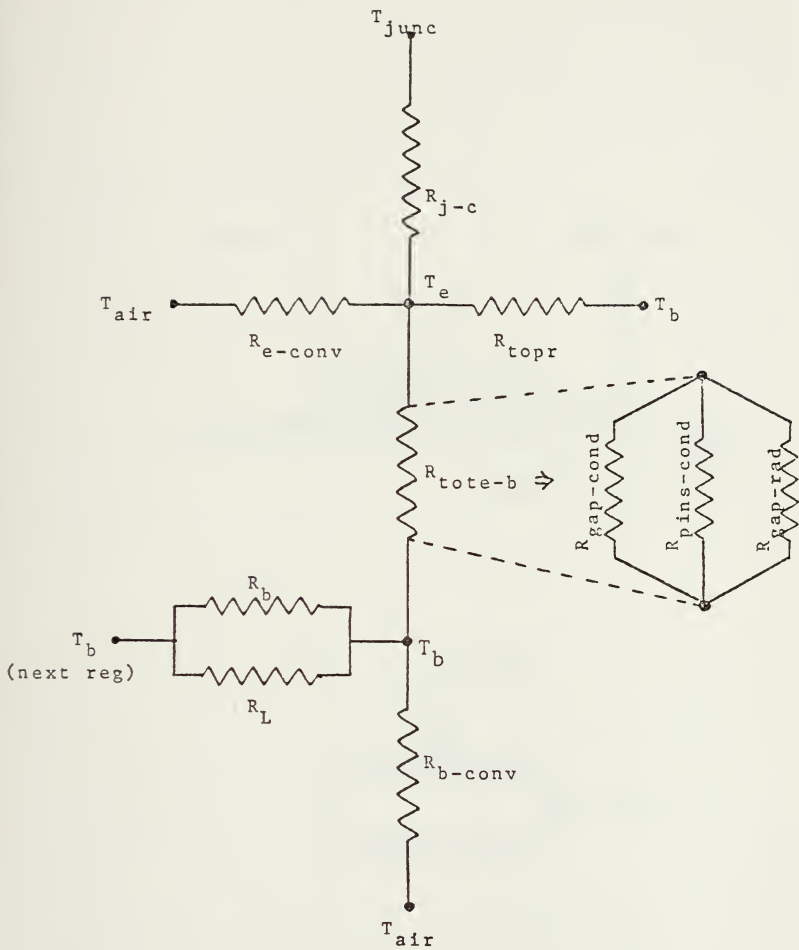 T_junc
R_j-c
T_e
T_air
T_b
R_e-conv
R_topr
R_tote-b ⇒
R_gap-cond
R_pins-cond
R_gap-rad
R_b
T_b
(next reg)
T_b
R_L
R_b-conv
T_air